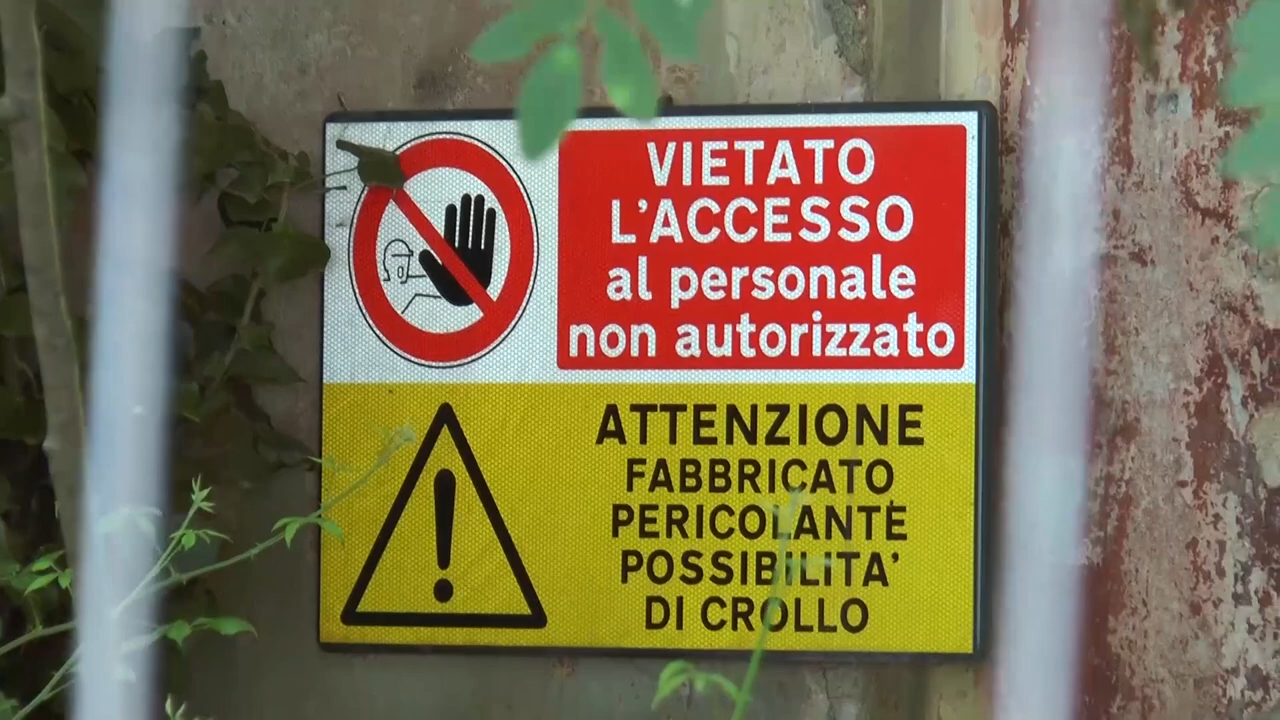 VIETATO
L'ACCESSO
al personale
non autorizzato
ATTENZIONE
FABBRICATO
PERICOLANTE
POSSIBILITA'
DI CROLLO